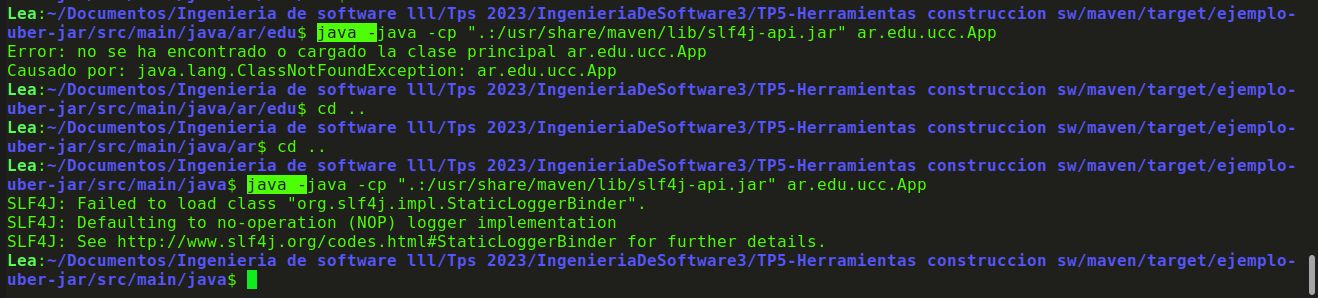 Lea:~/Documentos/Ingenieria de software lll/Tps 2023/IngenieriaDeSoftware3/TP5-Herramientas construccion sw/maven/target/ejemplo-
uber-jar/src/main/java/ar/edu$ java -java -cp ".:/usr/share/maven/lib/slf4j-api.jar" ar.edu.ucc.App
Error: no se ha encontrado o cargado la clase principal ar.edu.ucc.App
Causado por: java.lang.ClassNotFoundException: ar.edu.ucc.App
Lea:~/Documentos/Ingenieria de software lll/Tps 2023/IngenieriaDeSoftware3/TP5-Herramientas construccion sw/maven/target/ejemplo-
uber-jar/src/main/java/ar/edu$ cd ..
Lea:~/Documentos/Ingenieria de software lll/Tps 2023/IngenieriaDeSoftware3/TP5-Herramientas construccion sw/maven/target/ejemplo-
uber-jar/src/main/java/ar$ cd ..
Lea:~/Documentos/Ingenieria de software lll/Tps 2023/IngenieriaDeSoftware3/TP5-Herramientas construccion sw/maven/target/ejemplo-
uber-jar/src/main/java$ java -java -cp ".:/usr/share/maven/lib/slf4j-api.jar" ar.edu.ucc.App
SLF4J: Failed to load class "org.slf4j.impl.StaticLoggerBinder".
SLF4J: Defaulting to no-operation (NOP) logger implementation
SLF4J: See http://www.slf4j.org/codes.html#StaticLoggerBinder for further details.
Lea:~/Documentos/Ingenieria de software lll/Tps 2023/IngenieriaDeSoftware3/TP5-Herramientas construccion sw/maven/target/ejemplo-
uber-jar/src/main/java$